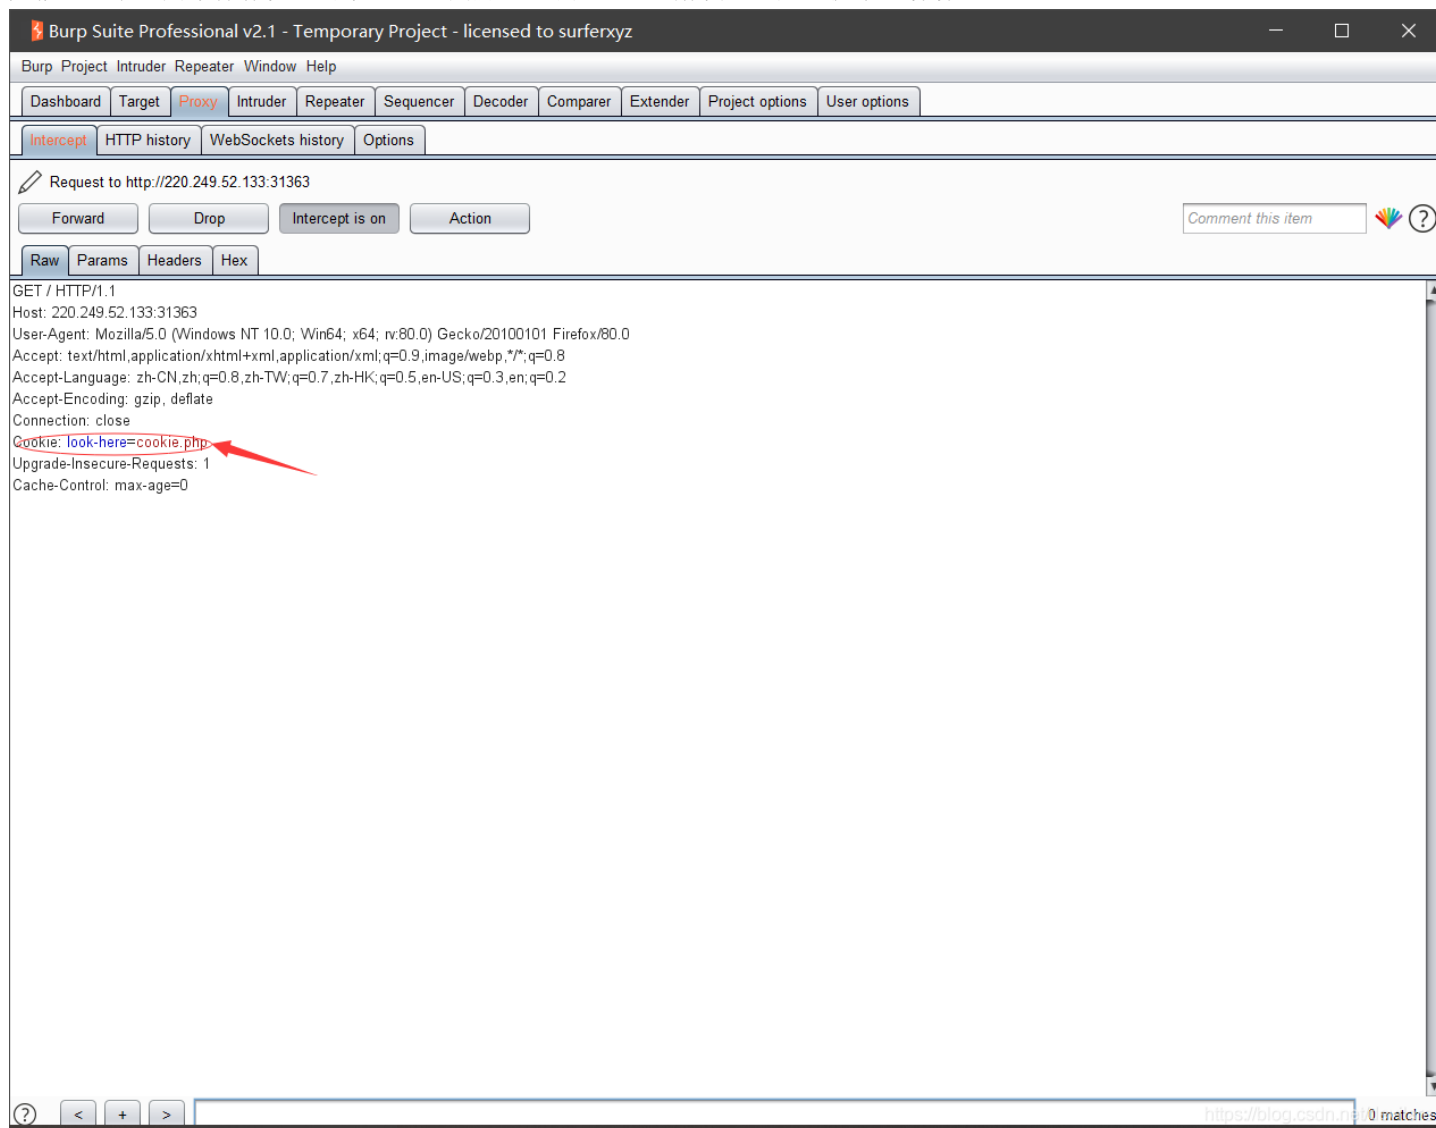 Burp Suite Professional v2.1 - Temporary Project - licensed to surferxyz
Burp Project Intruder Repeater Window Help
Dashboard Target Proxy Intruder Repeater Sequencer Decoder Comparer Extender Project options User options
Intercept HTTP history WebSockets history Options
Request to http://220.249.52.133:31363
Forward Drop Intercept is on Action Comment this item ?
Raw Params Headers Hex
GET / HTTP/1.1
Host: 220.249.52.133:31363
User-Agent: Mozilla/5.0 (Windows NT 10.0; Win64; x64; rv:80.0) Gecko/20100101 Firefox/80.0
Accept: text/html,application/xhtml+xml,application/xml;q=0.9,image/webp,*/*;q=0.8
Accept-Language: zh-CN,zh;q=0.8,zh-TW;q=0.7,zh-HK;q=0.5,en-US;q=0.3,en;q=0.2
Accept-Encoding: gzip, deflate
Connection: close
Cookie: look-here=cookie.php
Upgrade-Insecure-Requests: 1
Cache-Control: max-age=0
? < + > 0 matches
https://blog.csdn.net/